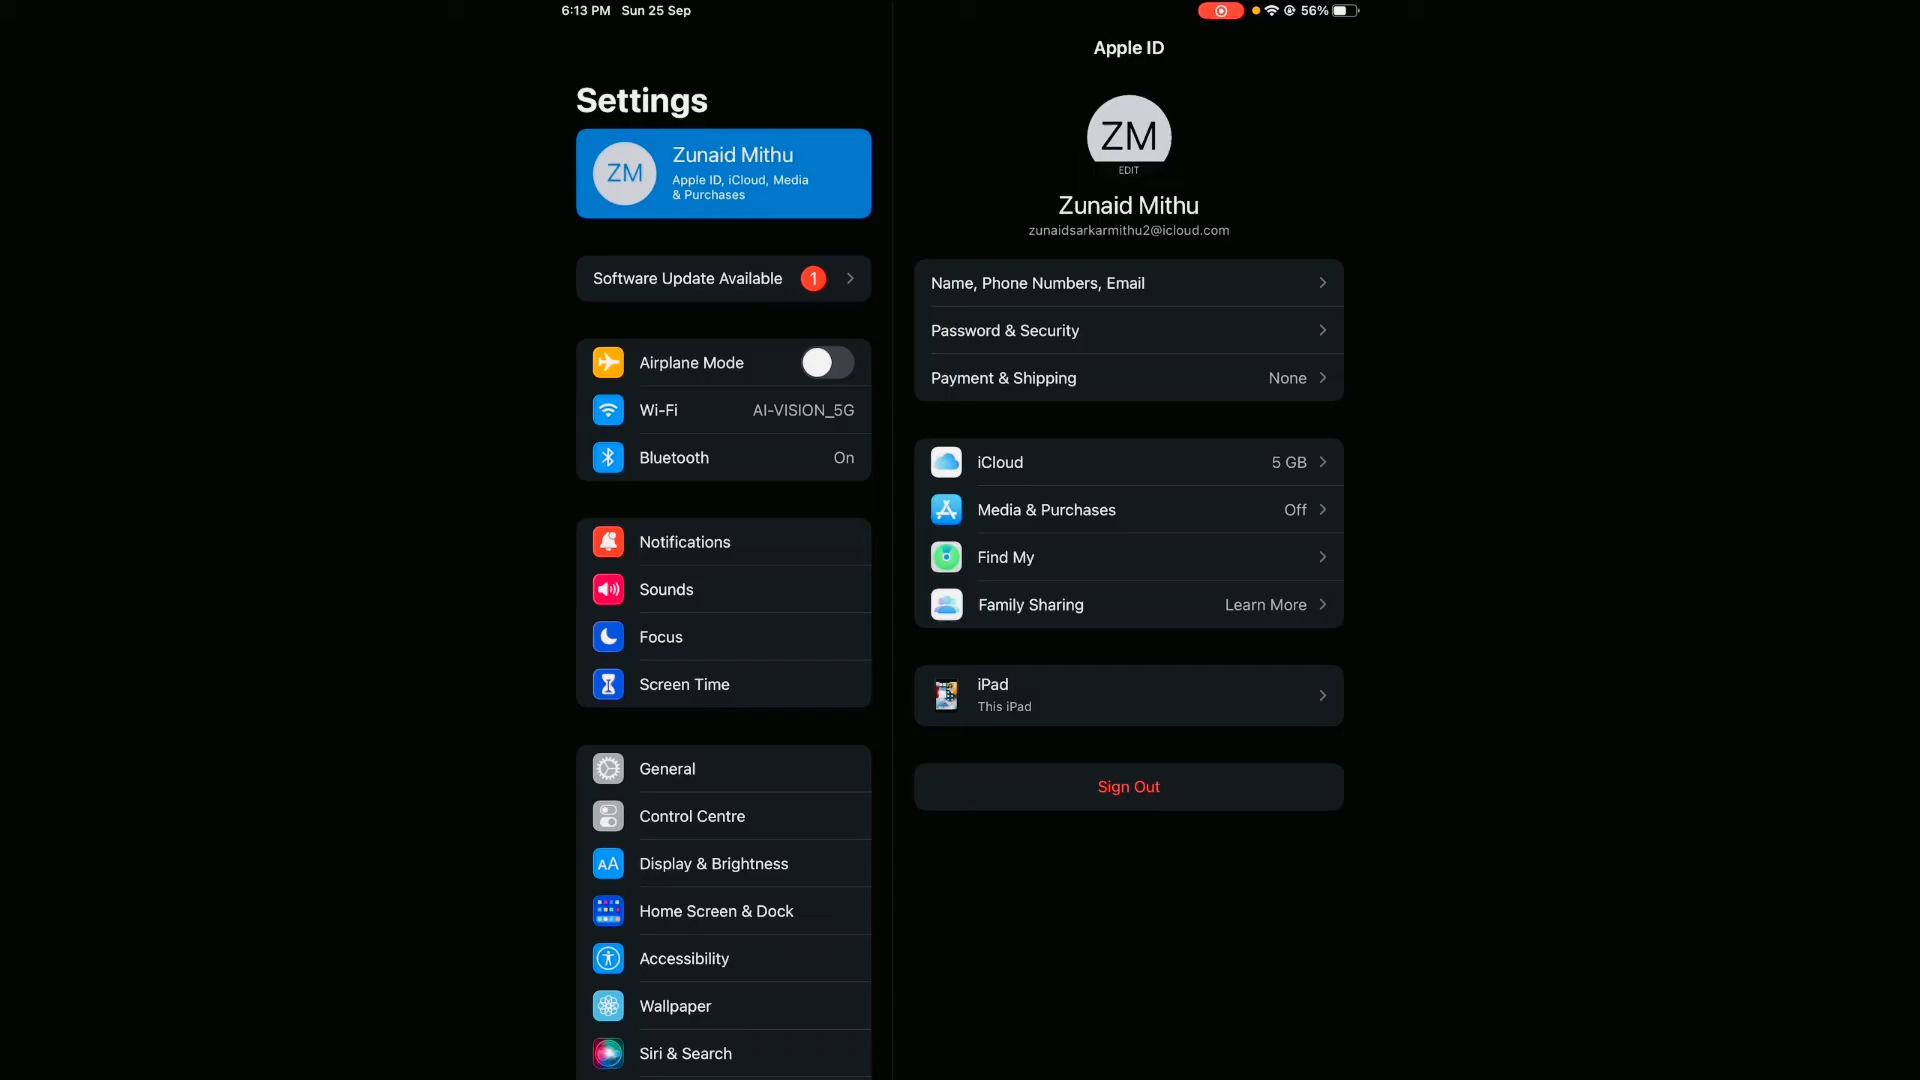 6:13 PM Sun 25 Sep
56%
Settings
ZM
Zunaid Mithu
Apple ID, iCloud, Media
& Purchases
Software Update Available 1
Airplane Mode
Wi-Fi AI-VISION_5G
Bluetooth On
Notifications
Sounds
Focus
Screen Time
General
Control Centre
AA Display & Brightness
Home Screen & Dock
Accessibility
Wallpaper
Siri & Search
Apple ID
ZM
EDIT
Zunaid Mithu
zunaidsarkarmithu2@icloud.com
Name, Phone Numbers, Email
Password & Security
Payment & Shipping None
iCloud 5 GB
Media & Purchases Off
Find My
Family Sharing Learn More
iPad
This iPad
Sign Out